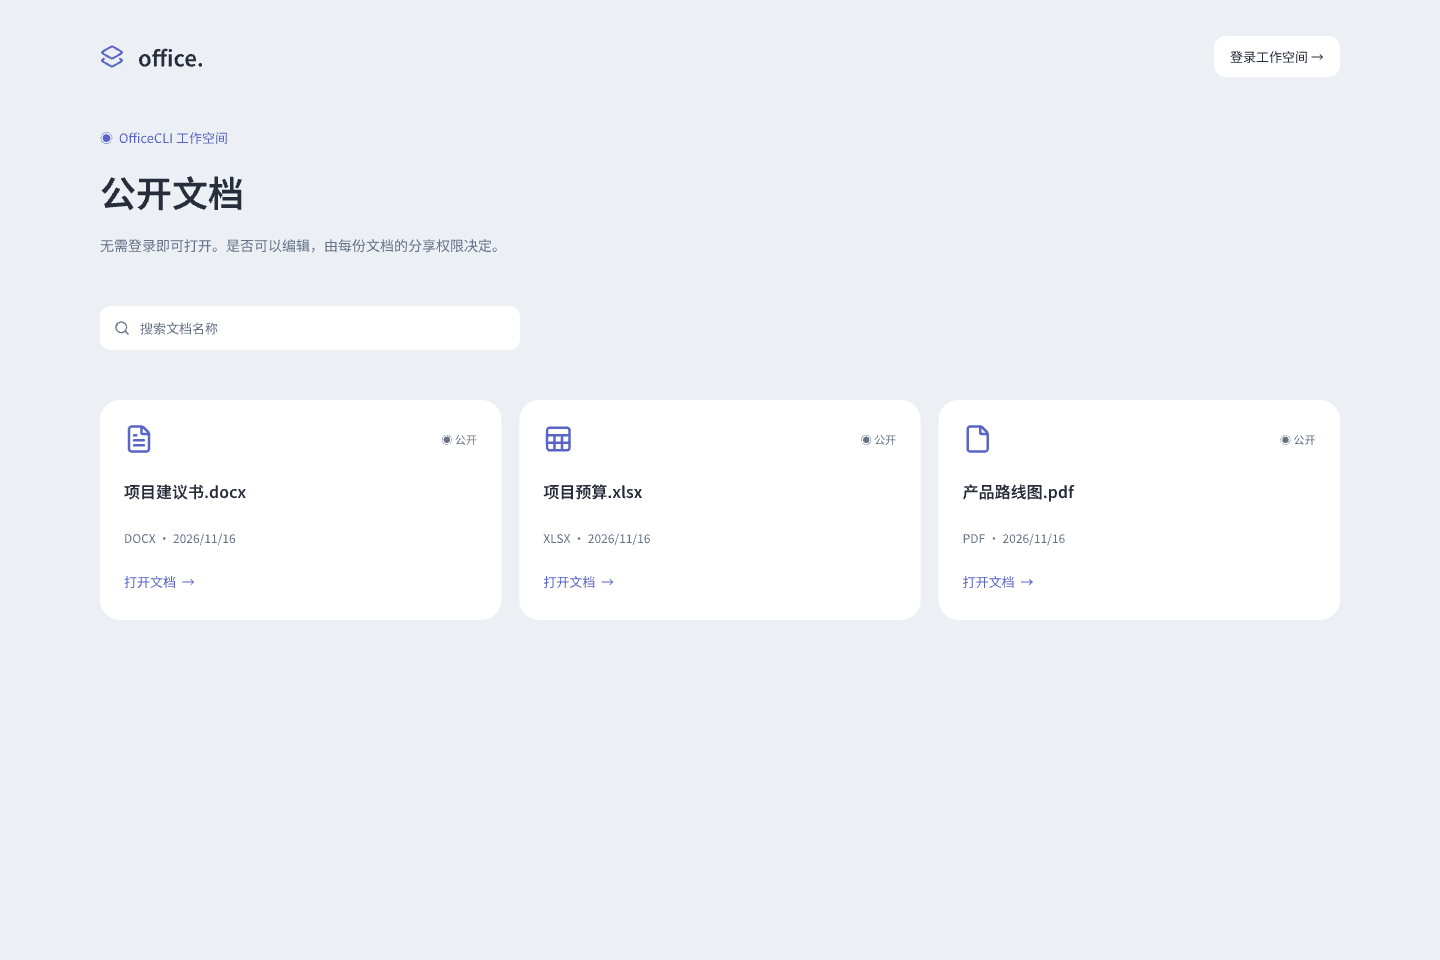 office.
登录工作空间 →
OfficeCLI 工作空间
公开文档
无需登录即可打开。是否可以编辑，由每份文档的分享权限决定。
搜索文档名称
公开
项目建议书.docx
DOCX · 2026/11/16
打开文档 →
公开
项目预算.xlsx
XLSX · 2026/11/16
打开文档 →
公开
产品路线图.pdf
PDF · 2026/11/16
打开文档 →